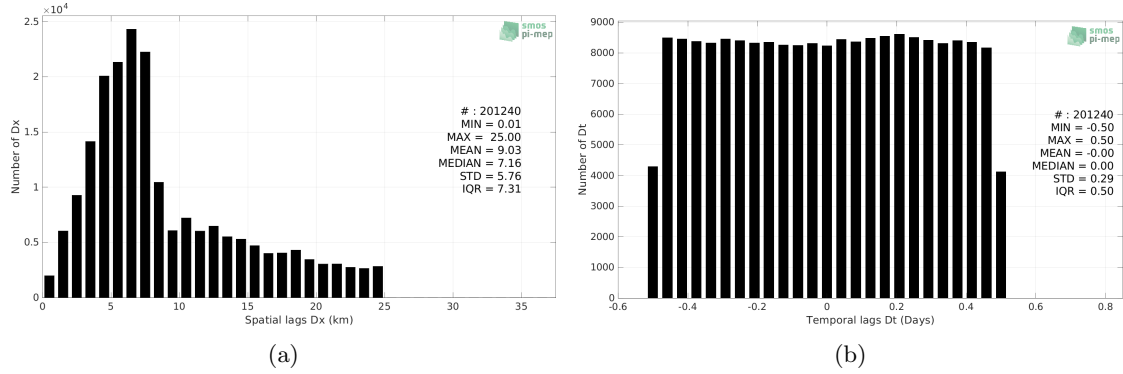 ×10⁴
2.5
2
1.5
1
0.5
0
0
5
10
15
20
25
30
35
Number of Dx
Spatial lags Dx (km)
smos
pi-mep
# : 201240
MIN = 0.01
MAX = 25.00
MEAN = 9.03
MEDIAN = 7.16
STD = 5.76
IQR = 7.31
(a)
9000
8000
7000
6000
5000
4000
3000
2000
1000
0
-0.6
-0.4
-0.2
0
0.2
0.4
0.6
0.8
Number of Dt
Temporal lags Dt (Days)
smos
pi-mep
# : 201240
MIN = -0.50
MAX = 0.50
MEAN = -0.00
MEDIAN = 0.00
STD = 0.29
IQR = 0.50
(b)